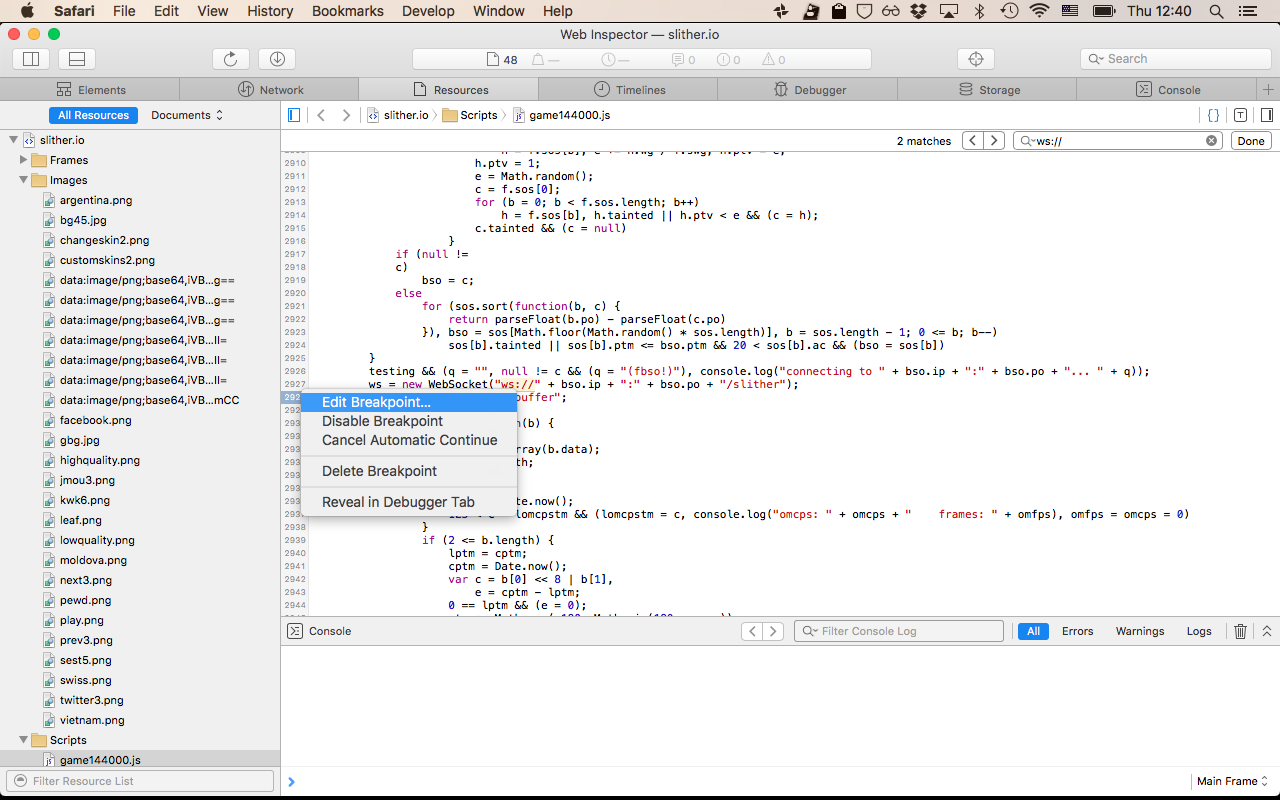 Safari File Edit View History Bookmarks Develop Window Help Thu 12:40
Web Inspector — slither.io
48 — — 0 0 0 Search
Elements Network Resources Timelines Debugger Storage Console +
All Resources Documents
slither.io
Frames
Images
argentina.png
bg45.jpg
changeskin2.png
customskins2.png
data:image/png;base64,iVB...g==
data:image/png;base64,iVB...g==
data:image/png;base64,iVB...g==
data:image/png;base64,iVB...II=
data:image/png;base64,iVB...II=
data:image/png;base64,iVB...II=
data:image/png;base64,iVB...mCC
facebook.png
gbg.jpg
highquality.png
jmou3.png
kwk6.png
leaf.png
lowquality.png
moldova.png
next3.png
pewd.png
play.png
prev3.png
sest5.png
swiss.png
twitter3.png
vietnam.png
Scripts
game144000.js
Filter Resource List
slither.io Scripts game144000.js
2 matches ws:// Done
2910 h.ptv = 1;
2911 e = Math.random();
2912 c = f.sos[0];
2913 for (b = 0; b < f.sos.length; b++)
2914 h = f.sos[b], h.tainted || h.ptv < e && (c = h);
2915 c.tainted && (c = null)
2916 }
2917 if (null !=
2918 c)
2919 bso = c;
2920 else
2921 for (sos.sort(function(b, c) {
2922 return parseFloat(b.po) - parseFloat(c.po)
2923 }), bso = sos[Math.floor(Math.random() * sos.length)], b = sos.length - 1; 0 <= b; b--)
2924 sos[b].tainted || sos[b].ptm <= bso.ptm && 20 < sos[b].ac && (bso = sos[b])
2925 }
2926 testing && (q = "", null != c && (q = "(fbso!)"), console.log("connecting to " + bso.ip + ":" + bso.po + "... " + q));
2927 ws = new WebSocket("ws://" + bso.ip + ":" + bso.po + "/slither");
buffer";
(b) {
rray(b.data);
th;
te.now();
lomcpstm && (lomcpstm = c, console.log("omcps: " + omcps + " frames: " + omfps), omfps = omcps = 0)
2938 }
2939 if (2 <= b.length) {
2940 lptm = cptm;
2941 cptm = Date.now();
2942 var c = b[0] << 8 | b[1],
2943 e = cptm - lptm;
2944 0 == lptm && (e = 0);
Edit Breakpoint...
Disable Breakpoint
Cancel Automatic Continue
Delete Breakpoint
Reveal in Debugger Tab
Console Filter Console Log All Errors Warnings Logs
Main Frame